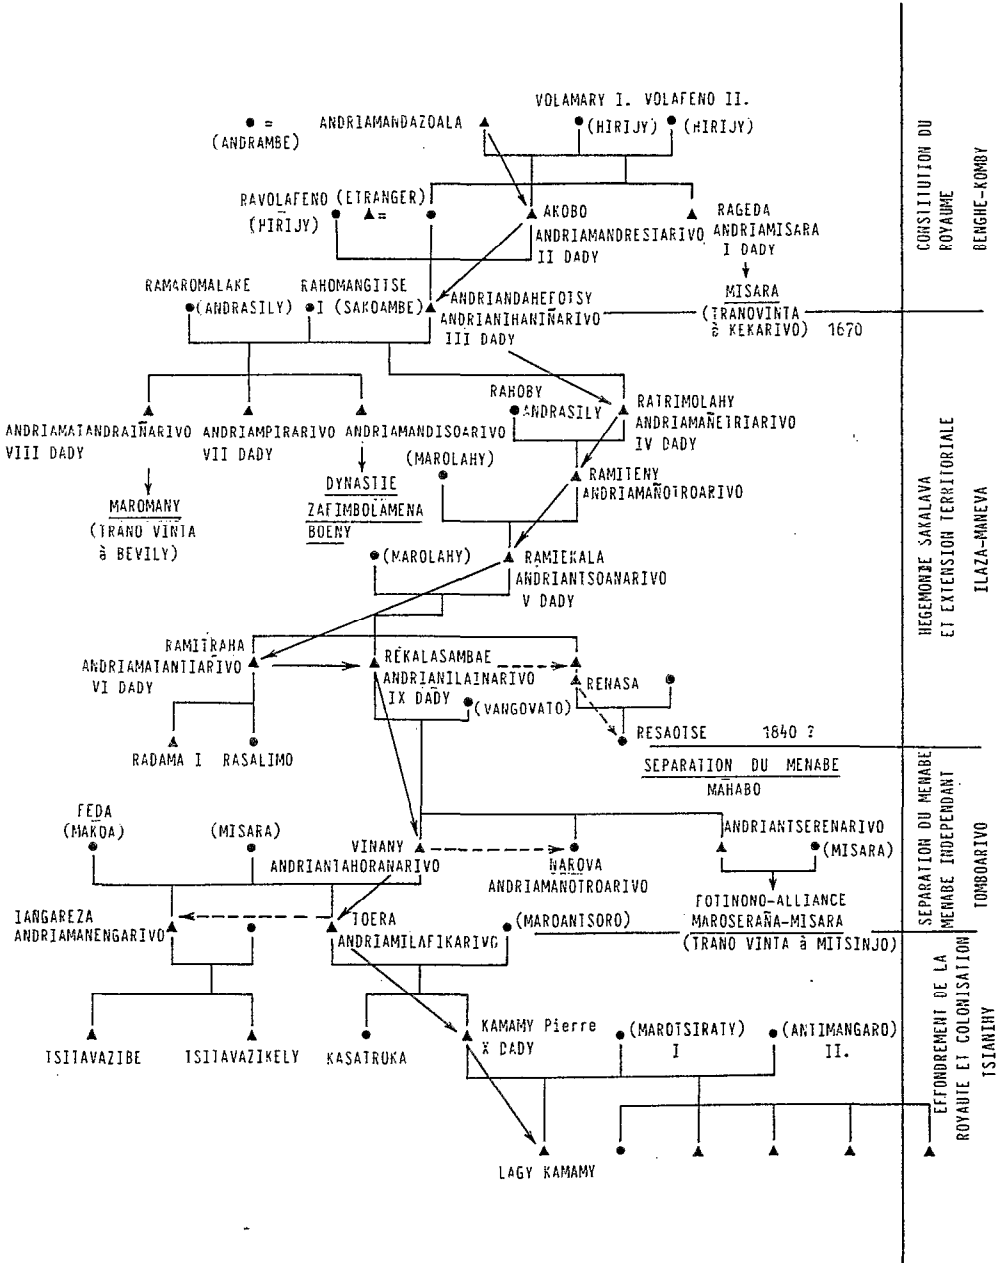 VOLAMARY I. VOLAFENO II.
= ANDRIAMANDAZOALA (HIRIJY) (HIRIJY)
(ANDRAMBE)
RAVOLAFENO (ETRANGER)
(HIRIJY) =
AKOBO
ANDRIAMANDRESIARIVO
II DADY
RAGEDA
ANDRIAMISARA
I DADY
MISARA
(TRANOVINTA
à KEKARIVO) 1670
RAMAROMALAKE
(ANDRASILY)
RAHOMANGITSE
I (SAKOAMBE)
ANDRIANDAHEFOTSY
ANDRIANIHANIÑARIVO
III DADY
RAHOBY
ANDRASILY
RATRIMOLAHY
ANDRIAMAÑETRIARIVO
IV DADY
ANDRIAMATANDRAIÑARIVO
VIII DADY
ANDRIAMPIRARIVO
VII DADY
ANDRIAMANDISOARIVO
MAROMANY
(TRANO VINTA
à BEVILY)
DYNASTIE
ZAFIMBOLAMENA
BOENY
(MAROLAHY)
RAMITENY
ANDRIAMAÑOTROARIVO
(MAROLAHY)
RAMIEKALA
ANDRIANTSOANARIVO
V DADY
RAMITRAHA
ANDRIAMATANTIARIVO
VI DADY
REKALASAMBAE
ANDRIANILAINARIVO
IX DADY
(VANGOVATO)
RENASA
RADAMA I RASALIMO
RESAOTSE 1840 ?
SEPARATION DU MENABE
MAHABO
FEDA
(MAKOA)
(MISARA)
VINANY
ANDRIANTAHORANARIVO
NAROVA
ANDRIAMANOTROARIVO
ANDRIANTSERENARIVO
(MISARA)
FOTINONO-ALLIANCE
MAROSERAÑA-MISARA
(TRANO VINTA à MITSINJO)
TANGAREZA
ANDRIAMANENGARIVO
TOERA
ANDRIAMILAFIKARIVO
(MAROANTSORO)
TSITAVAZIBE TSITAVAZIKELY KASATROKA
KAMAMY Pierre
X DADY
(MAROTSIRATY)
I
(ANTIMANGARO)
II.
LAGY KAMAMY
CONSTITUTION DU
ROYAUME
BENGHE-KOMBY
HEGEMONIE SAKALAVA
ET EXTENSION TERRITORIALE
ILAZA-MANEVA
SEPARATION DU MENABE
MENABE INDEPENDANT
TOMBOARIVO
EFFONDREMENT DE LA
ROYAUTE ET COLONISATION
TSIANIHY